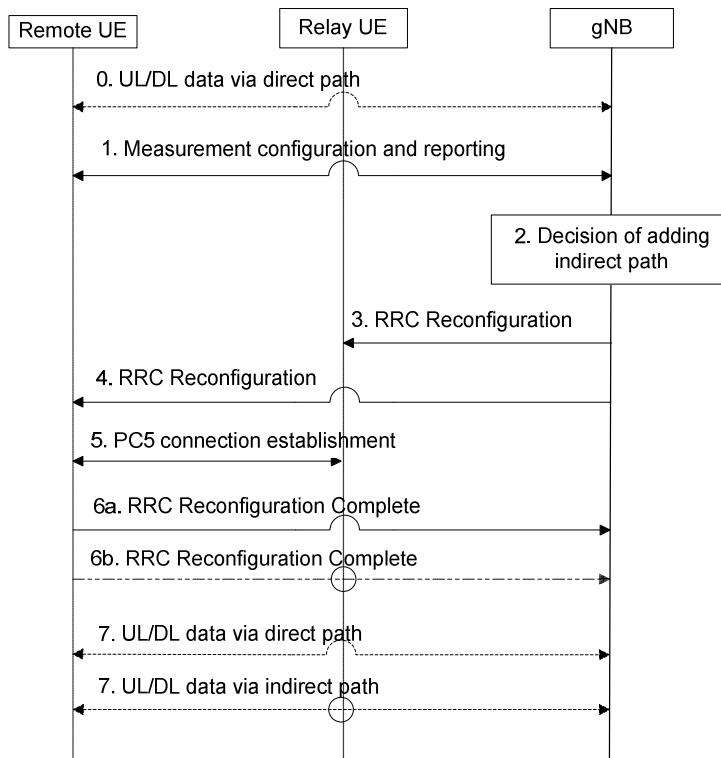 Remote UE
Relay UE
gNB
0. UL/DL data via direct path
1. Measurement configuration and reporting
2. Decision of adding
indirect path
3. RRC Reconfiguration
4. RRC Reconfiguration
5. PC5 connection establishment
6a. RRC Reconfiguration Complete
6b. RRC Reconfiguration Complete
7. UL/DL data via direct path
7. UL/DL data via indirect path